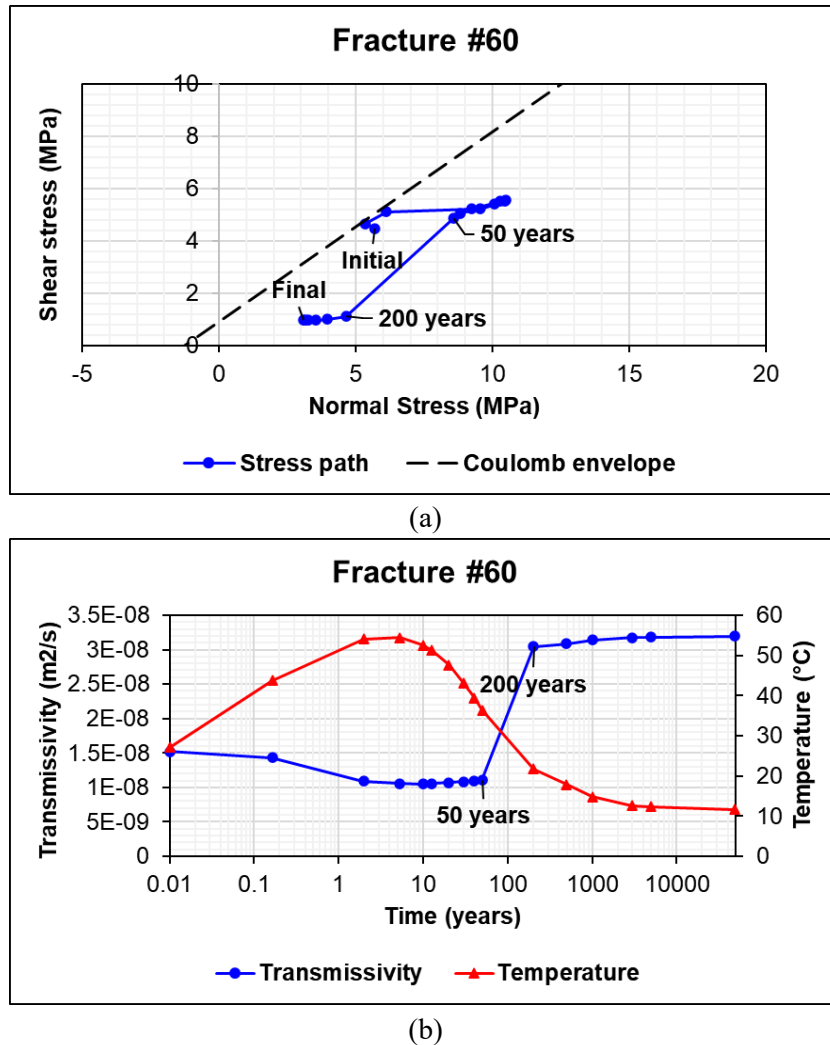 Fracture #60
Shear stress (MPa)
10
8
6
4
2
0
Initial
Final
50 years
200 years
-5
0
5
10
15
20
Normal Stress (MPa)
Stress path
Coulomb envelope
(a)
Fracture #60
Transmissivity (m2/s)
3.5E-08
3E-08
2.5E-08
2E-08
1.5E-08
1E-08
5E-09
0
200 years
50 years
60
50
40
30
20
10
0
Temperature (°C)
0.01
0.1
1
10
100
1000
10000
Time (years)
Transmissivity
Temperature
(b)